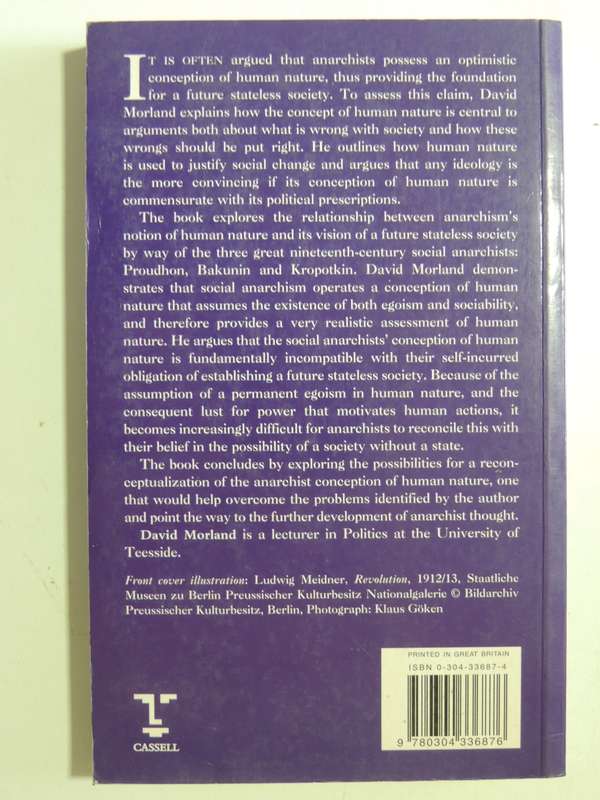 IT IS OFTEN argued that anarchists possess an optimistic
conception of human nature, thus providing the foundation
for a future stateless society. To assess this claim, David
Morland explains how the concept of human nature is central to
arguments both about what is wrong with society and how these
wrongs should be put right. He outlines how human nature
is used to justify social change and argues that any ideology is
the more convincing if its conception of human nature is
commensurate with its political prescriptions.
The book explores the relationship between anarchism's
notion of human nature and its vision of a future stateless society
by way of the three great nineteenth-century social anarchists:
Proudhon, Bakunin and Kropotkin. David Morland demon-
strates that social anarchism operates a conception of human
nature that assumes the existence of both egoism and sociability,
and therefore provides a very realistic assessment of human
nature. He argues that the social anarchists' conception of human
nature is fundamentally incompatible with their self-incurred
obligation of establishing a future stateless society. Because of the
assumption of a permanent egoism in human nature, and the
consequent lust for power that motivates human actions, it
becomes increasingly difficult for anarchists to reconcile this with
their belief in the possibility of a society without a state.
The book concludes by exploring the possibilities for a recon-
ceptualization of the anarchist conception of human nature, one
that would help overcome the problems identified by the author
and point the way to the further development of anarchist thought.
David Morland is a lecturer in Politics at the University of
Teesside.
Front cover illustration: Ludwig Meidner, Revolution, 1912/13, Staatliche
Museen zu Berlin Preussischer Kulturbesitz Nationalgalerie © Bildarchiv
Preussischer Kulturbesitz, Berlin, Photograph: Klaus Göken
PRINTED IN GREAT BRITAIN
ISBN 0-304-33687-4
9 780304 336876
CASSELL